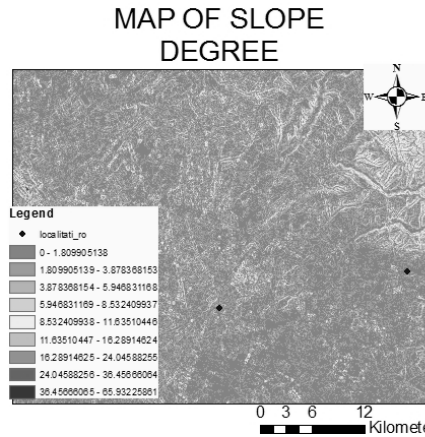 MAP OF SLOPE
DEGREE
N
W E
S
Legend
localitati_ro
0 - 1.809905138
1.809905139 - 3.878368153
3.878368154 - 5.946831168
5.946831169 - 8.532409937
8.532409938 - 11.63510446
11.63510447 - 16.28914624
16.28914625 - 24.04588255
24.04588256 - 36.45666064
36.45666065 - 65.93225861
0 3 6 12
Kilomete